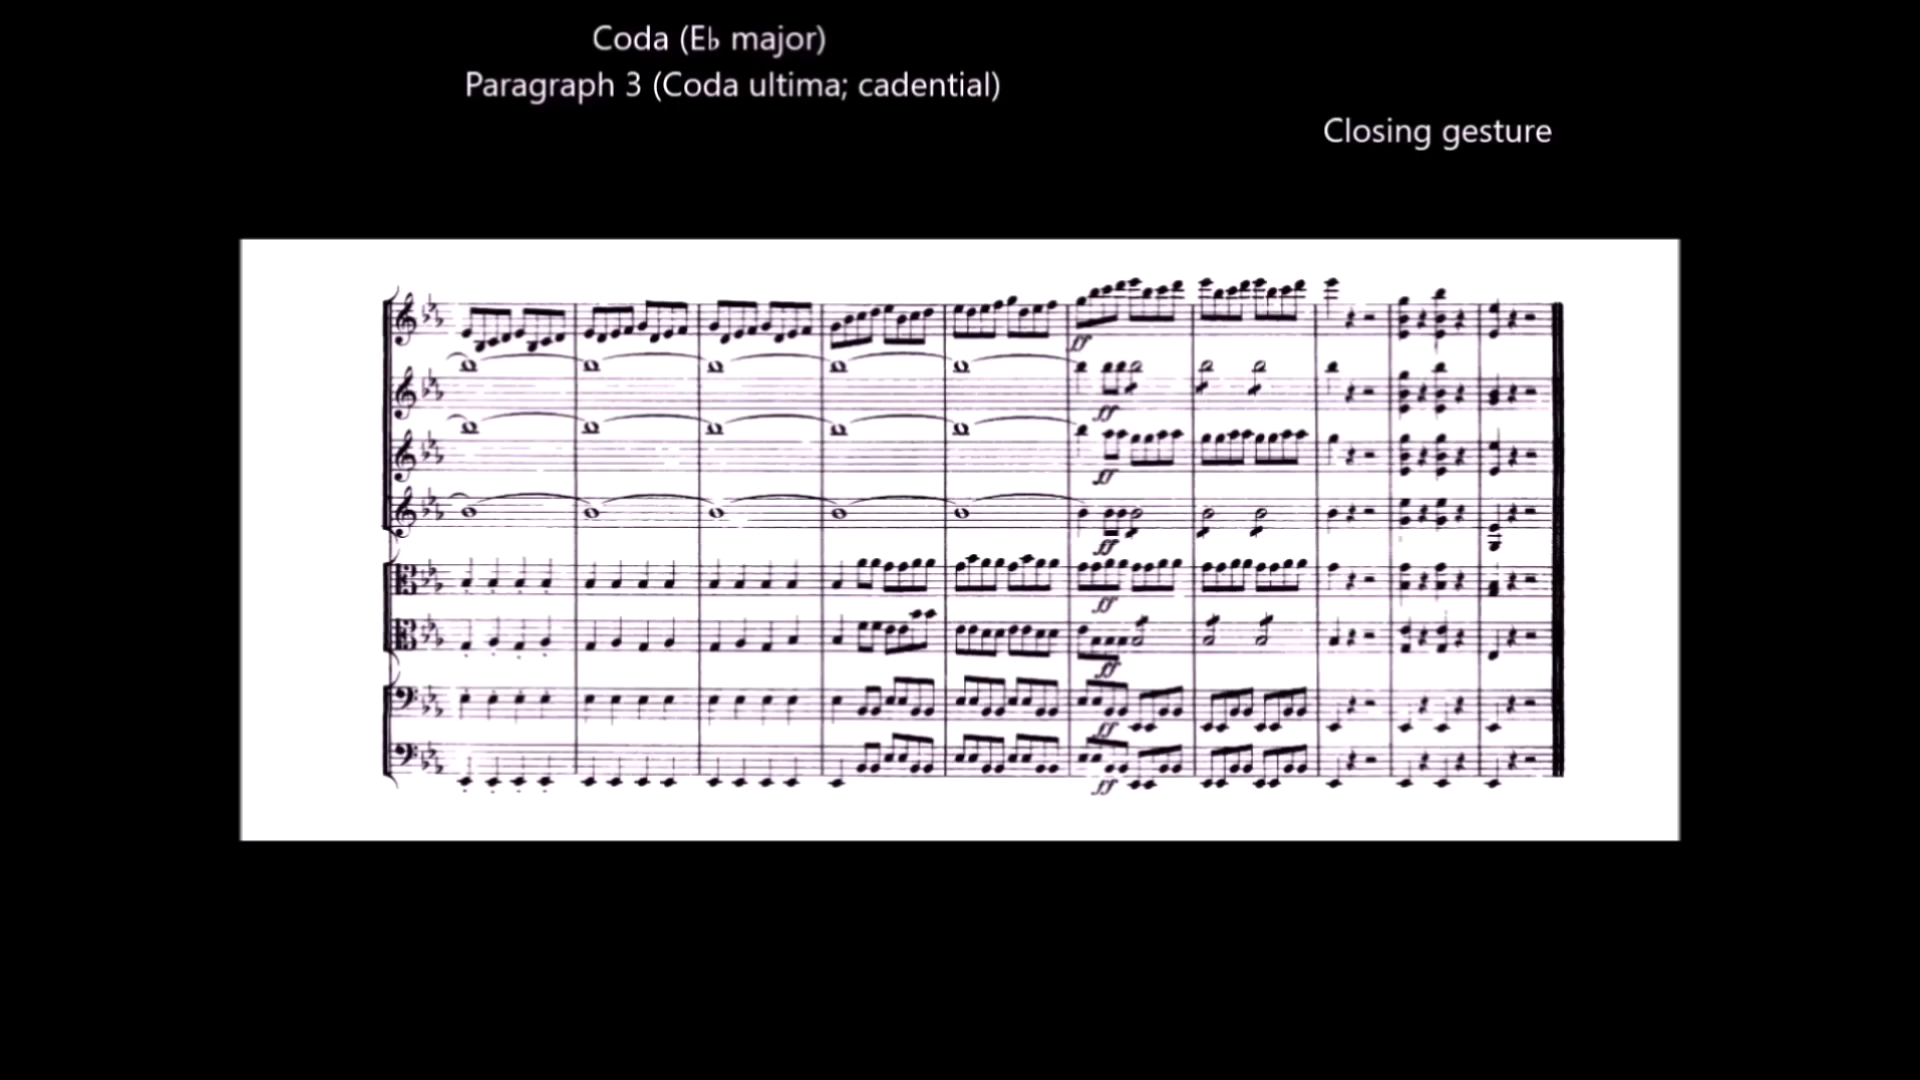 Coda (E♭ major)
Paragraph 3 (Coda ultima; cadential)
Closing gesture
ff
ff
ff
ff
ff
ff
ff
ff